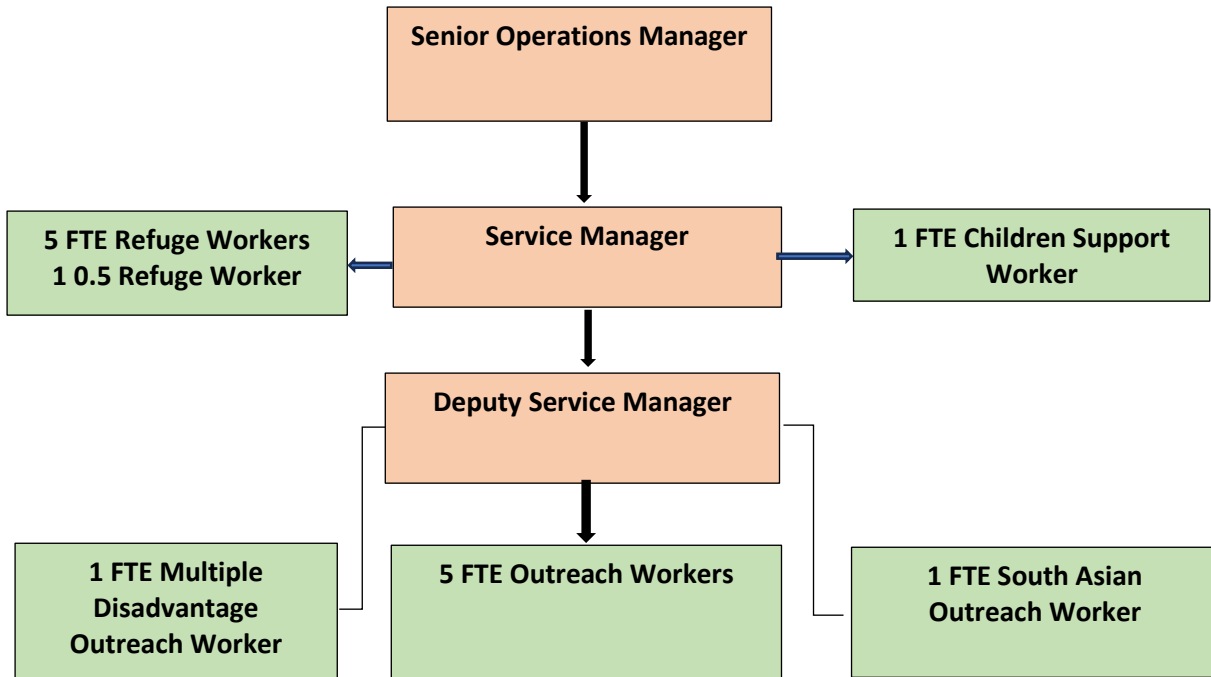 Senior Operations Manager
5 FTE Refuge Workers
1 0.5 Refuge Worker
Service Manager
1 FTE Children Support
Worker
Deputy Service Manager
1 FTE Multiple
Disadvantage
Outreach Worker
5 FTE Outreach Workers
1 FTE South Asian
Outreach Worker